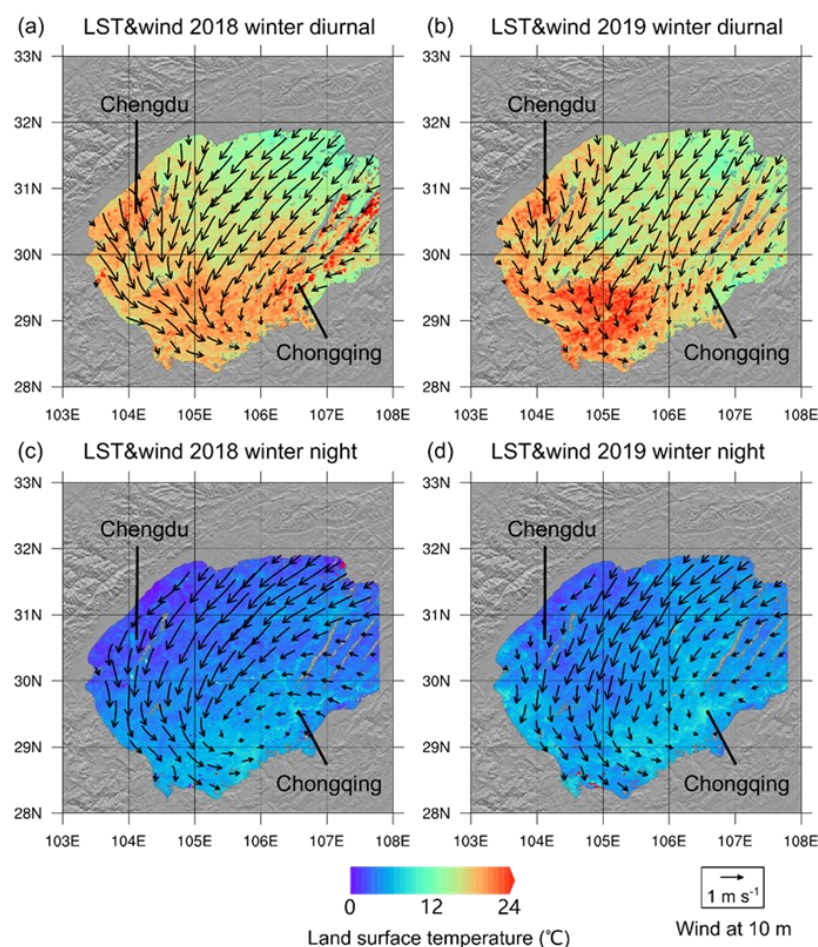 (a) LST&wind 2018 winter diurnal
(b) LST&wind 2019 winter diurnal
33N
32N
31N
30N
29N
28N
103E 104E 105E 106E 107E 108E
Chengdu
Chongqing
33N
32N
31N
30N
29N
28N
103E 104E 105E 106E 107E 108E
Chengdu
Chongqing
(c) LST&wind 2018 winter night
(d) LST&wind 2019 winter night
33N
32N
31N
30N
29N
28N
103E 104E 105E 106E 107E 108E
Chengdu
Chongqing
33N
32N
31N
30N
29N
28N
103E 104E 105E 106E 107E 108E
Chengdu
Chongqing
0 12 24
Land surface temperature (℃)
1 m s⁻¹
Wind at 10 m